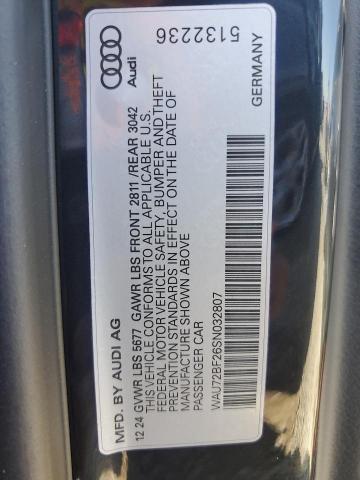 MFD. BY AUDI AG
12 24 GVWR LBS 5677 GAWR LBS FRONT 2811 /REAR 3042
THIS VEHICLE CONFORMS TO ALL APPLICABLE U.S.
FEDERAL MOTOR VEHICLE SAFETY, BUMPER AND THEFT
PREVENTION STANDARDS IN EFFECT ON THE DATE OF
MANUFACTURE SHOWN ABOVE
PASSENGER CAR
WAU72BF26SN032807
GERMANY
Audi
5132236